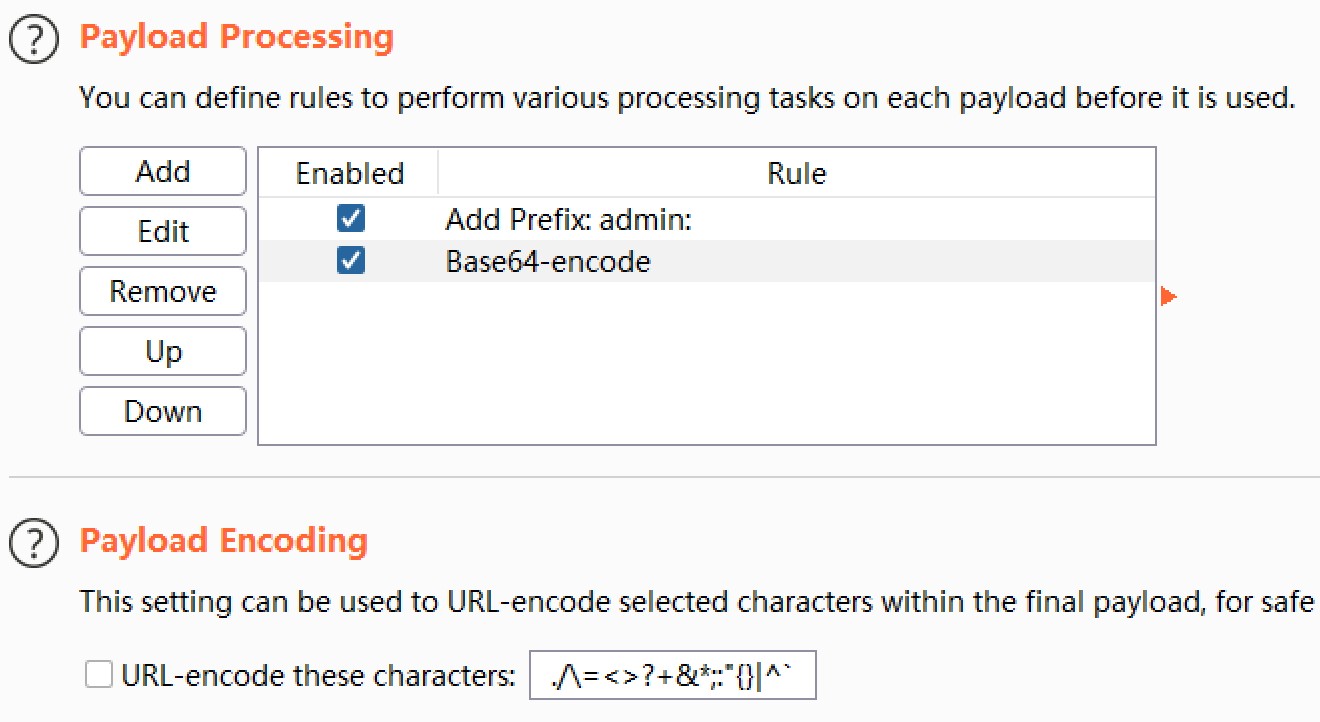 ? Payload Processing
You can define rules to perform various processing tasks on each payload before it is used.
Add
Enabled Rule
Add Prefix: admin:
Edit
Base64-encode
Remove
Up
Down
? Payload Encoding
This setting can be used to URL-encode selected characters within the final payload, for safe
URL-encode these characters: ./\=<>?+&*;:"{}|^`